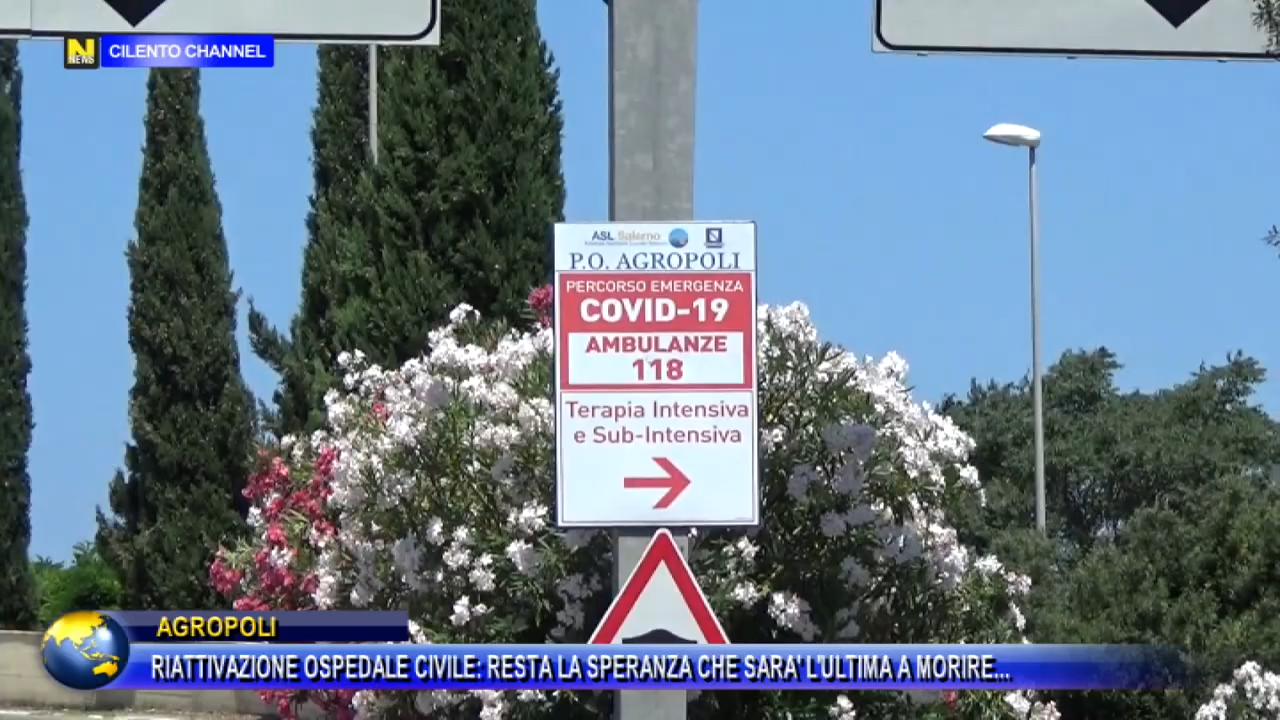 N
NEWS
CILENTO CHANNEL
ASL Salerno
P.O. AGROPOLI
PERCORSO EMERGENZA
COVID-19
AMBULANZE
118
Terapia Intensiva
e Sub-Intensiva
AGROPOLI
RIATTIVAZIONE OSPEDALE CIVILE: RESTA LA SPERANZA CHE SARA' L'ULTIMA A MORIRE...